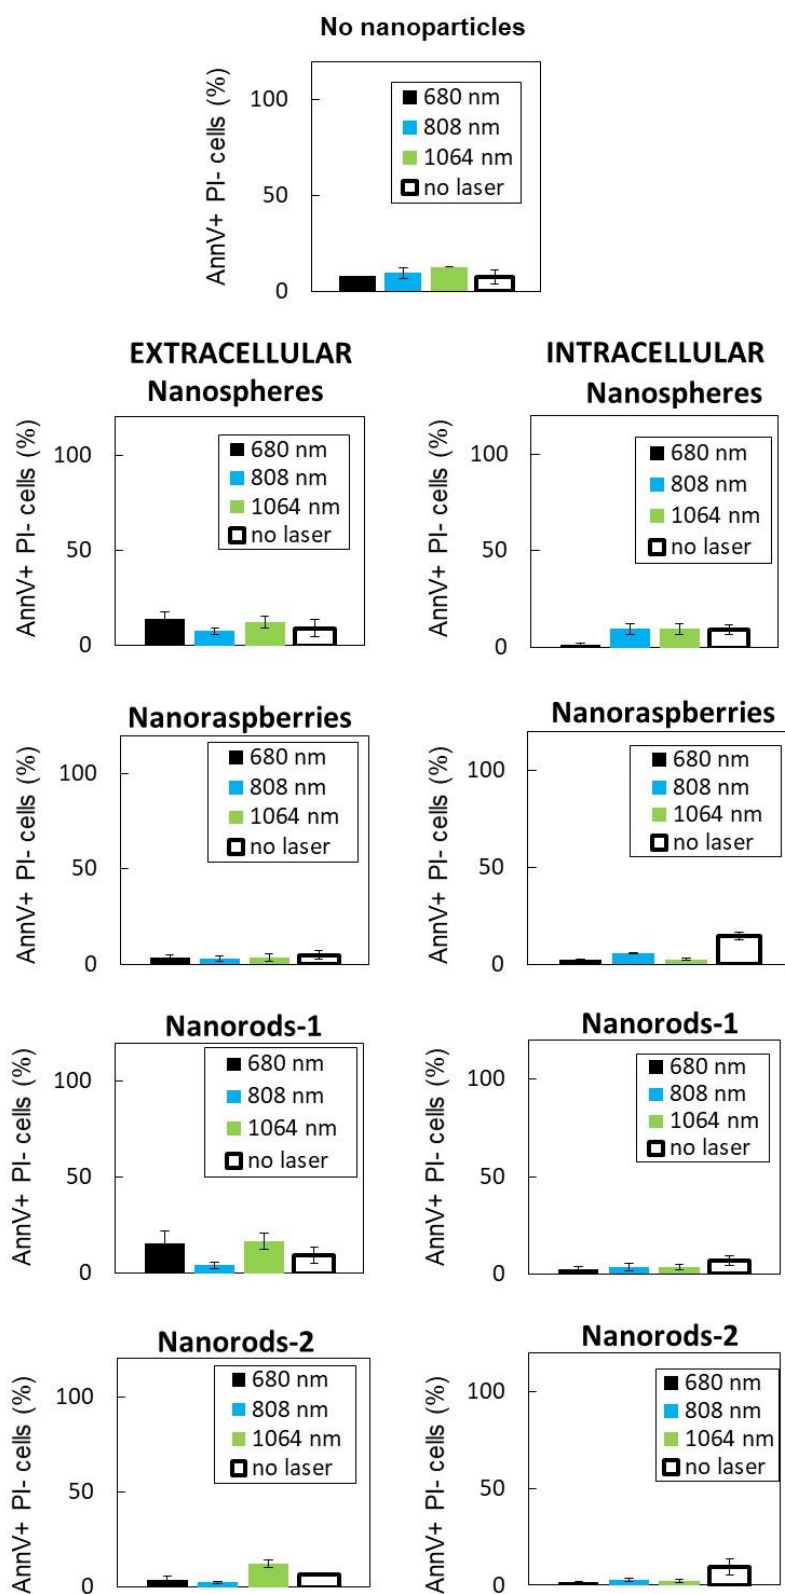 No nanoparticles
AnnV+ PI- cells (%)
100
50
0
680 nm
808 nm
1064 nm
no laser
EXTRACELLULAR
Nanospheres
AnnV+ PI- cells (%)
100
50
0
680 nm
808 nm
1064 nm
no laser
INTRACELLULAR
Nanospheres
AnnV+ PI- cells (%)
100
50
0
680 nm
808 nm
1064 nm
no laser
Nanoraspberries
AnnV+ PI- cells (%)
100
50
0
680 nm
808 nm
1064 nm
no laser
Nanoraspberries
AnnV+ PI- cells (%)
100
50
0
680 nm
808 nm
1064 nm
no laser
Nanorods-1
AnnV+ PI- cells (%)
100
50
0
680 nm
808 nm
1064 nm
no laser
Nanorods-1
AnnV+ PI- cells (%)
100
50
0
680 nm
808 nm
1064 nm
no laser
Nanorods-2
AnnV+ PI- cells (%)
100
50
0
680 nm
808 nm
1064 nm
no laser
Nanorods-2
AnnV+ PI- cells (%)
100
50
0
680 nm
808 nm
1064 nm
no laser